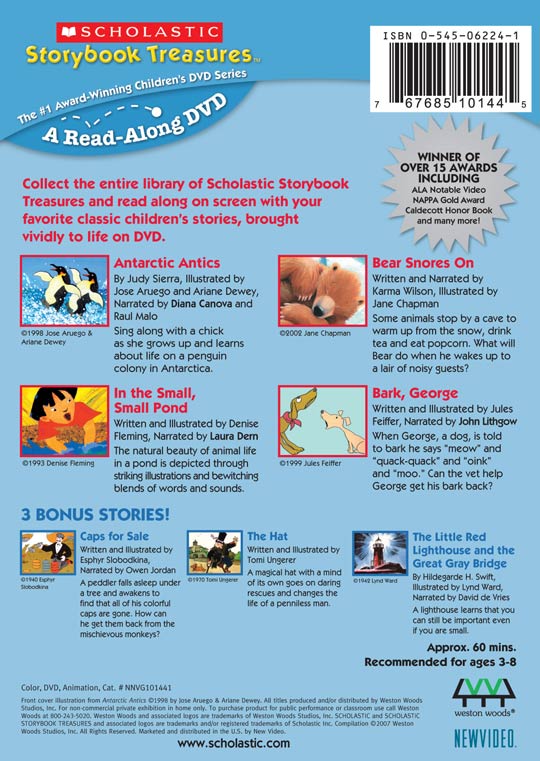 SCHOLASTIC
Storybook Treasures™
The #1 Award-Winning Children's DVD Series
A Read-Along DVD
ISBN 0-545-06224-1
7 67685 10144 5
WINNER OF
OVER 15 AWARDS
INCLUDING
ALA Notable Video
NAPPA Gold Award
Caldecott Honor Book
and many more!
Collect the entire library of Scholastic Storybook
Treasures and read along on screen with your
favorite classic children's stories, brought
vividly to life on DVD.
©1998 Jose Aruego &
Ariane Dewey
Antarctic Antics
By Judy Sierra, Illustrated by
Jose Aruego and Ariane Dewey,
Narrated by Diana Canova and
Raul Malo
Sing along with a chick
as she grows up and learns
about life on a penguin
colony in Antarctica.
©2002 Jane Chapman
Bear Snores On
Written and Narrated by
Karma Wilson, Illustrated by
Jane Chapman
Some animals stop by a cave to
warm up from the snow, drink
tea and eat popcorn. What will
Bear do when he wakes up to
a lair of noisy guests?
©1993 Denise Fleming
In the Small,
Small Pond
Written and Illustrated by Denise
Fleming, Narrated by Laura Dern
The natural beauty of animal life
in a pond is depicted through
striking illustrations and bewitching
blends of words and sounds.
©1999 Jules Feiffer
Bark, George
Written and Illustrated by Jules
Feiffer, Narrated by John Lithgow
When George, a dog, is told
to bark he says "meow" and
"quack-quack" and "oink"
and "moo." Can the vet help
George get his bark back?
3 BONUS STORIES!
©1940 Esphyr
Slobodkina
Caps for Sale
Written and Illustrated by
Esphyr Slobodkina,
Narrated by Owen Jordan
A peddler falls asleep under
a tree and awakens to
find that all of his colorful
caps are gone. How can
he get them back from the
mischievous monkeys?
©1970 Tomi Ungerer
The Hat
Written and Illustrated by
Tomi Ungerer
A magical hat with a mind
of its own goes on daring
rescues and changes the
life of a penniless man.
©1942 Lynd Ward
The Little Red
Lighthouse and the
Great Gray Bridge
By Hildegarde H. Swift,
Illustrated by Lynd Ward,
Narrated by David de Vries
A lighthouse learns that you
can still be important even
if you are small.
Approx. 60 mins.
Recommended for ages 3-8
Color, DVD, Animation, Cat. # NNVG101441
Front cover illustration from Antarctic Antics ©1998 by Jose Aruego & Ariane Dewey. All titles produced and/or distributed by Weston Woods
Studios, Inc. For non-commercial private exhibition in home only. To purchase product for public performance or classroom use call Weston
Woods at 800-243-5020. Weston Woods and associated logos are trademarks of Weston Woods Studios, Inc. SCHOLASTIC and SCHOLASTIC
STORYBOOK TREASURES and associated logos are trademarks and/or registered trademarks of Scholastic Inc. Compilation ©2007 Weston
Woods Studios, Inc. All Rights Reserved. Marketed and distributed in the U.S. by New Video.
www.scholastic.com
weston woods®
NEWVIDEO